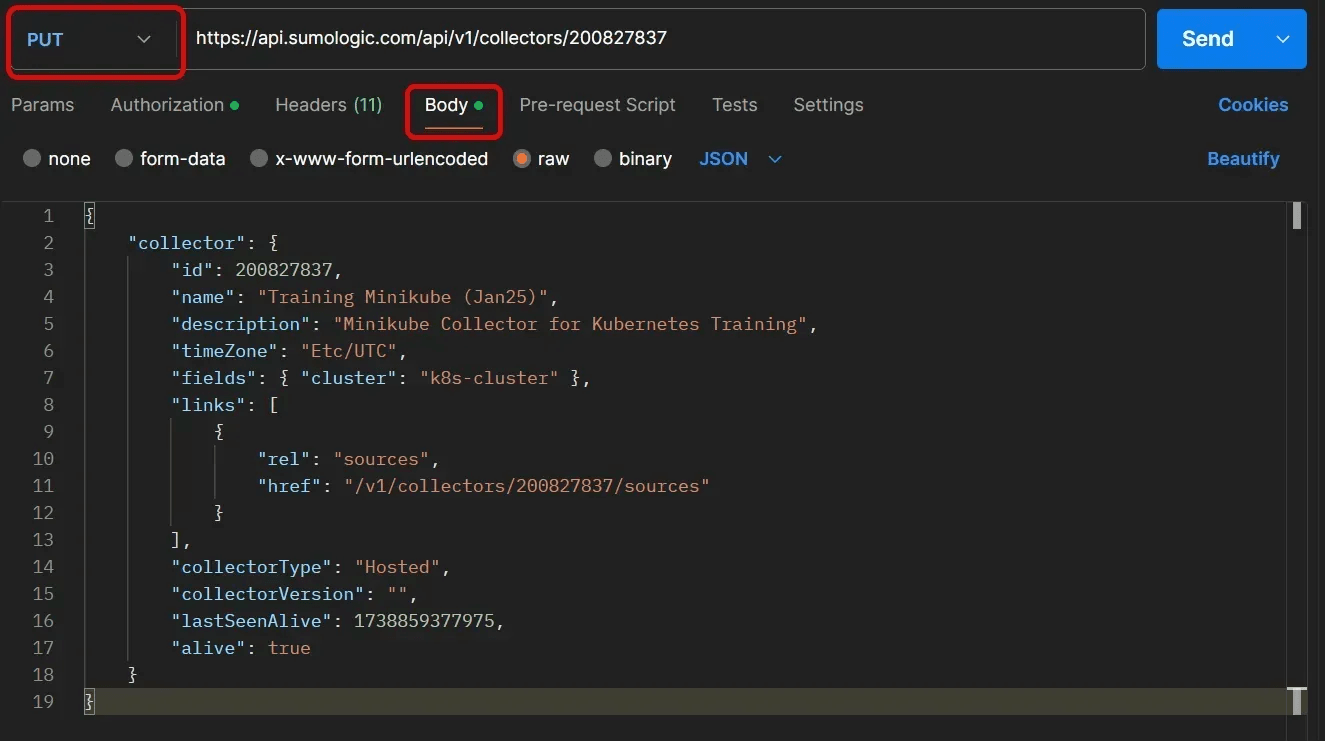 PUT https://api.sumologic.com/api/v1/collectors/200827837 Send
Params Authorization Headers (11) Body Pre-request Script Tests Settings Cookies
none form-data x-www-form-urlencoded raw binary JSON Beautify
1 {
2 "collector": {
3 "id": 200827837,
4 "name": "Training Minikube (Jan25)",
5 "description": "Minikube Collector for Kubernetes Training",
6 "timeZone": "Etc/UTC",
7 "fields": { "cluster": "k8s-cluster" },
8 "links": [
9 {
10 "rel": "sources",
11 "href": "/v1/collectors/200827837/sources"
12 }
13 ],
14 "collectorType": "Hosted",
15 "collectorVersion": "",
16 "lastSeenAlive": 1738859377975,
17 "alive": true
18 }
19 }